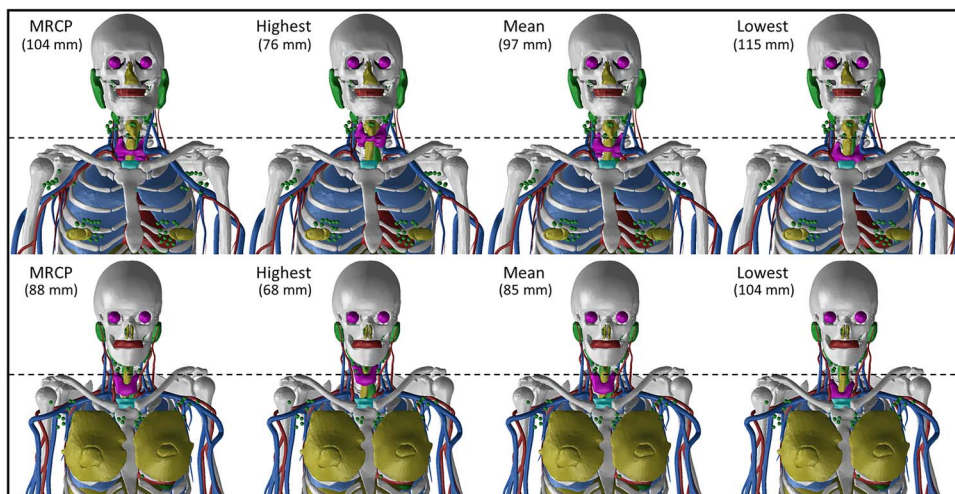 MRCP
(104 mm)
Highest
(76 mm)
Mean
(97 mm)
Lowest
(115 mm)
MRCP
(88 mm)
Highest
(68 mm)
Mean
(85 mm)
Lowest
(104 mm)